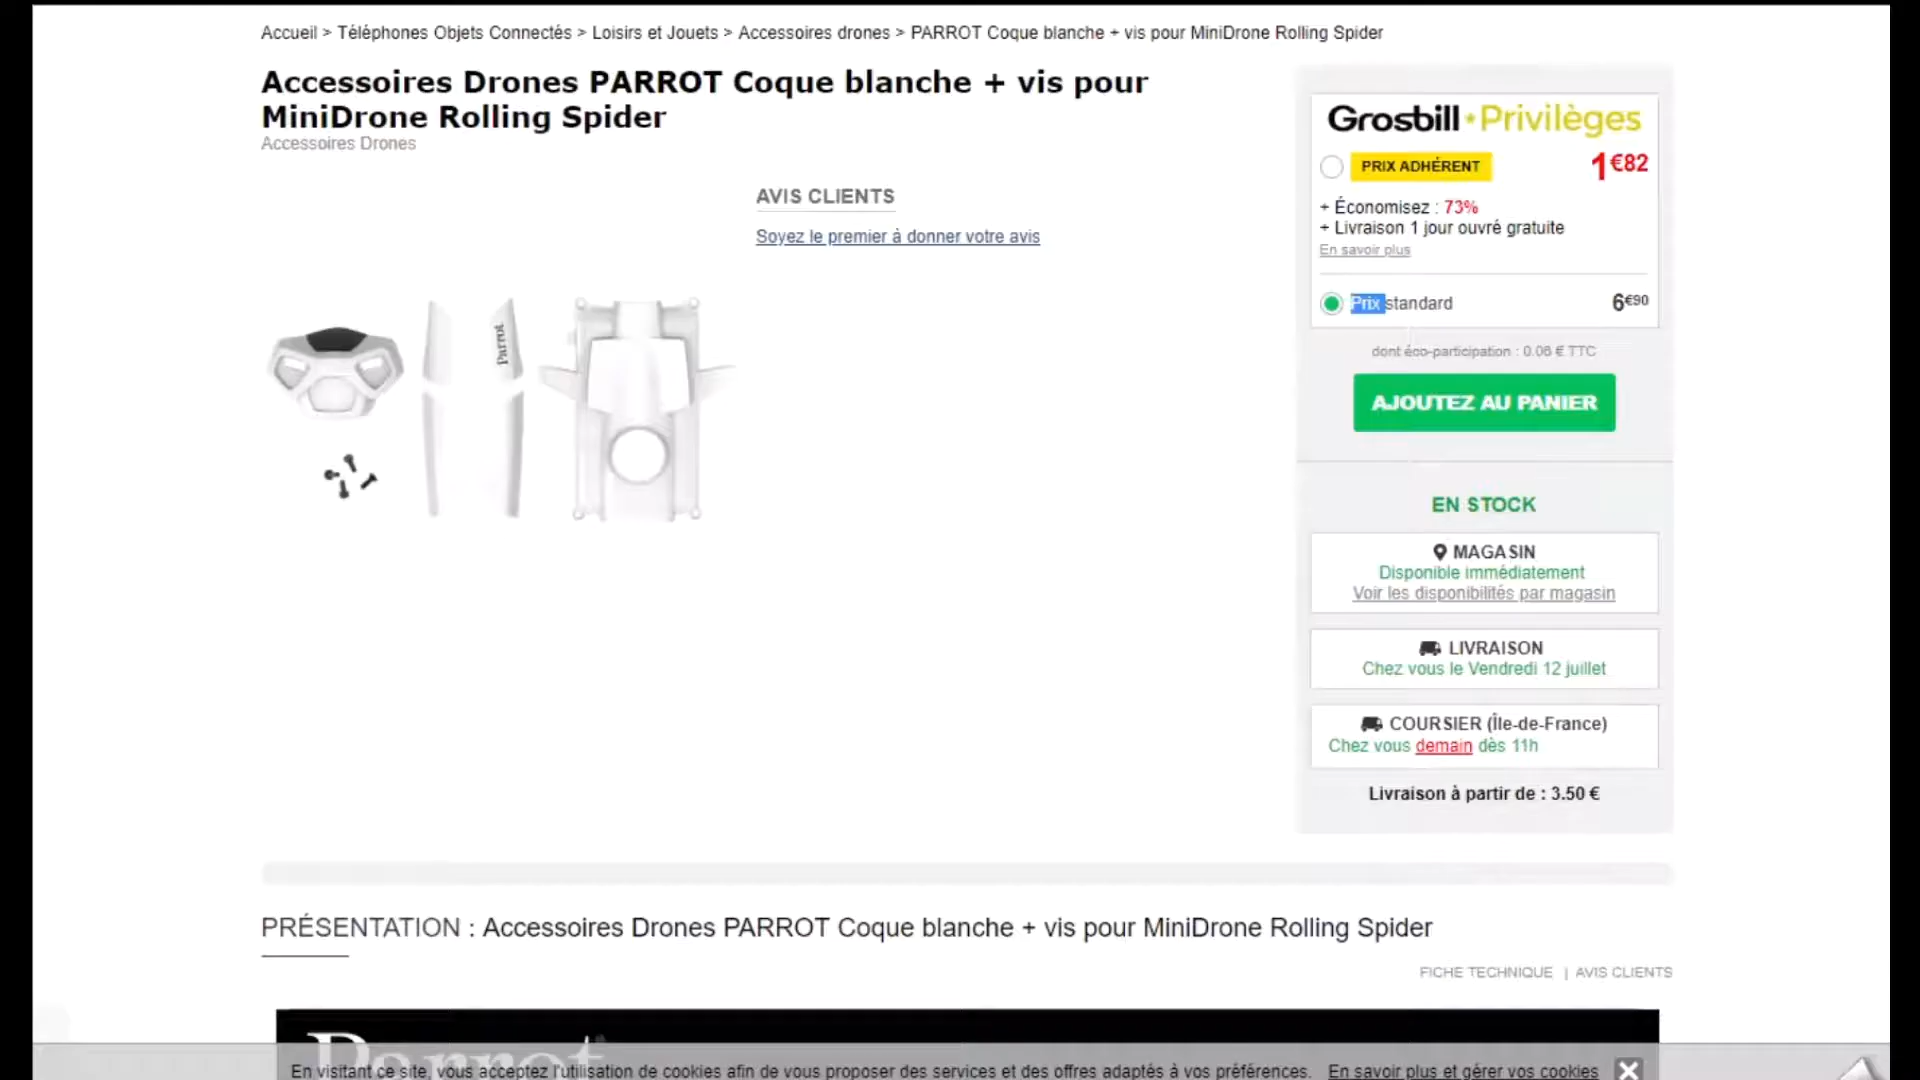 Accueil > Téléphones Objets Connectés > Loisirs et Jouets > Accessoires drones > PARROT Coque blanche + vis pour MiniDrone Rolling Spider
Accessoires Drones PARROT Coque blanche + vis pour
MiniDrone Rolling Spider
Accessoires Drones
AVIS CLIENTS
Soyez le premier à donner votre avis
Parrot
Grosbill Privilèges
PRIX ADHÉRENT 1€82
+ Économisez : 73%
+ Livraison 1 jour ouvré gratuite
En savoir plus
Prix standard 6€90
dont éco-participation : 0.06 € TTC
AJOUTEZ AU PANIER
EN STOCK
MAGASIN
Disponible immédiatement
Voir les disponibilités par magasin
LIVRAISON
Chez vous le Vendredi 12 juillet
COURSIER (Île-de-France)
Chez vous demain dès 11h
Livraison à partir de : 3.50 €
PRÉSENTATION : Accessoires Drones PARROT Coque blanche + vis pour MiniDrone Rolling Spider
FICHE TECHNIQUE | AVIS CLIENTS
Parrot
En visitant ce site, vous acceptez l'utilisation de cookies afin de vous proposer des services et des offres adaptés à vos préférences. En savoir plus et gérer vos cookies